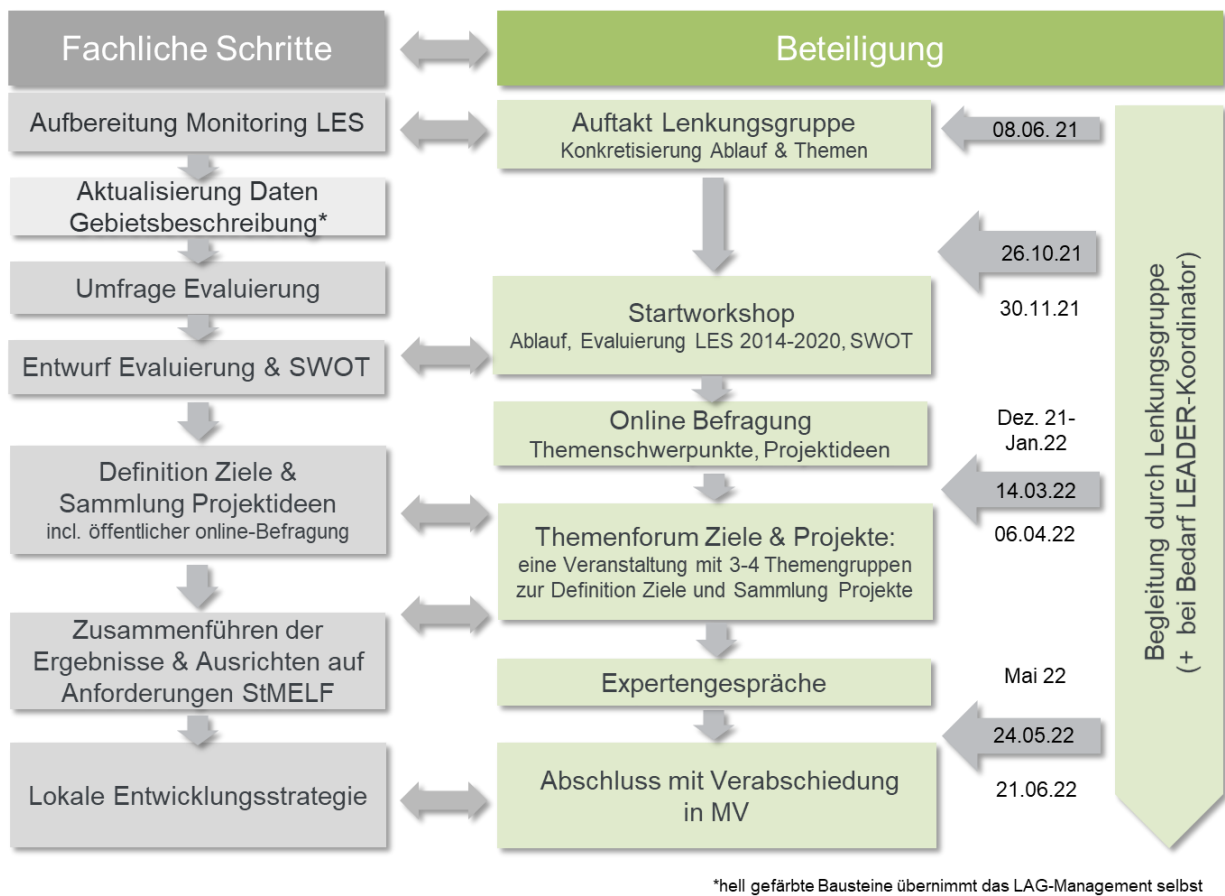 Fachliche Schritte
Beteiligung
Aufbereitung Monitoring LES
Aktualisierung Daten
Gebietsbeschreibung*
Umfrage Evaluierung
Entwurf Evaluierung & SWOT
Definition Ziele &
Sammlung Projektideen
incl. öffentlicher online-Befragung
Zusammenführen der
Ergebnisse & Ausrichten auf
Anforderungen StMELF
Lokale Entwicklungsstrategie
Auftakt Lenkungsgruppe
Konkretisierung Ablauf & Themen
Startworkshop
Ablauf, Evaluierung LES 2014-2020, SWOT
Online Befragung
Themenschwerpunkte, Projektideen
Themenforum Ziele & Projekte:
eine Veranstaltung mit 3-4 Themengruppen
zur Definition Ziele und Sammlung Projekte
Expertengespräche
Abschluss mit Verabschiedung
in MV
08.06. 21
26.10.21
30.11.21
Dez. 21-
Jan.22
14.03.22
06.04.22
Mai 22
24.05.22
21.06.22
Begleitung durch Lenkungsgruppe
(+ bei Bedarf LEADER-Koordinator)
*hell gefärbte Bausteine übernimmt das LAG-Management selbst